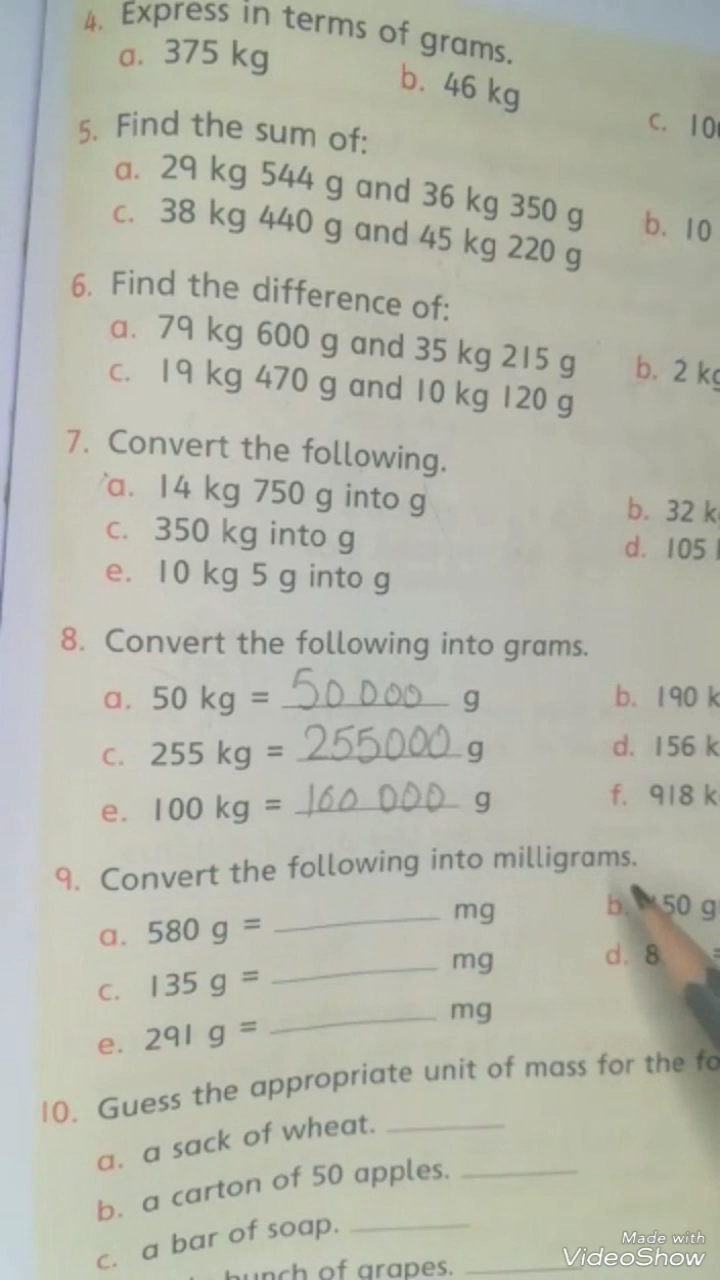 4. Express in terms of grams.
a. 375 kg b. 46 kg c.
5. Find the sum of:
a. 29 kg 544 g and 36 kg 350 g b. 10
c. 38 kg 440 g and 45 kg 220 g
6. Find the difference of:
a. 79 kg 600 g and 35 kg 215 g b. 2 kg
c. 19 kg 470 g and 10 kg 120 g
7. Convert the following.
a. 14 kg 750 g into g b. 32 k
c. 350 kg into g d. 105
e. 10 kg 5 g into g
8. Convert the following into grams.
a. 50 kg = 50 000 g b. 190 k
c. 255 kg = 255000 g d. 156 k
e. 100 kg = 160 000 g f. 918 k
9. Convert the following into milligrams.
a. 580 g = mg b. 50 g
c. 135 g = mg d. 8
e. 291 g = mg
10. Guess the appropriate unit of mass for the fo
a. a sack of wheat.
b. a carton of 50 apples.
c. a bar of soap.
bunch of grapes.
Made with
VideoShow